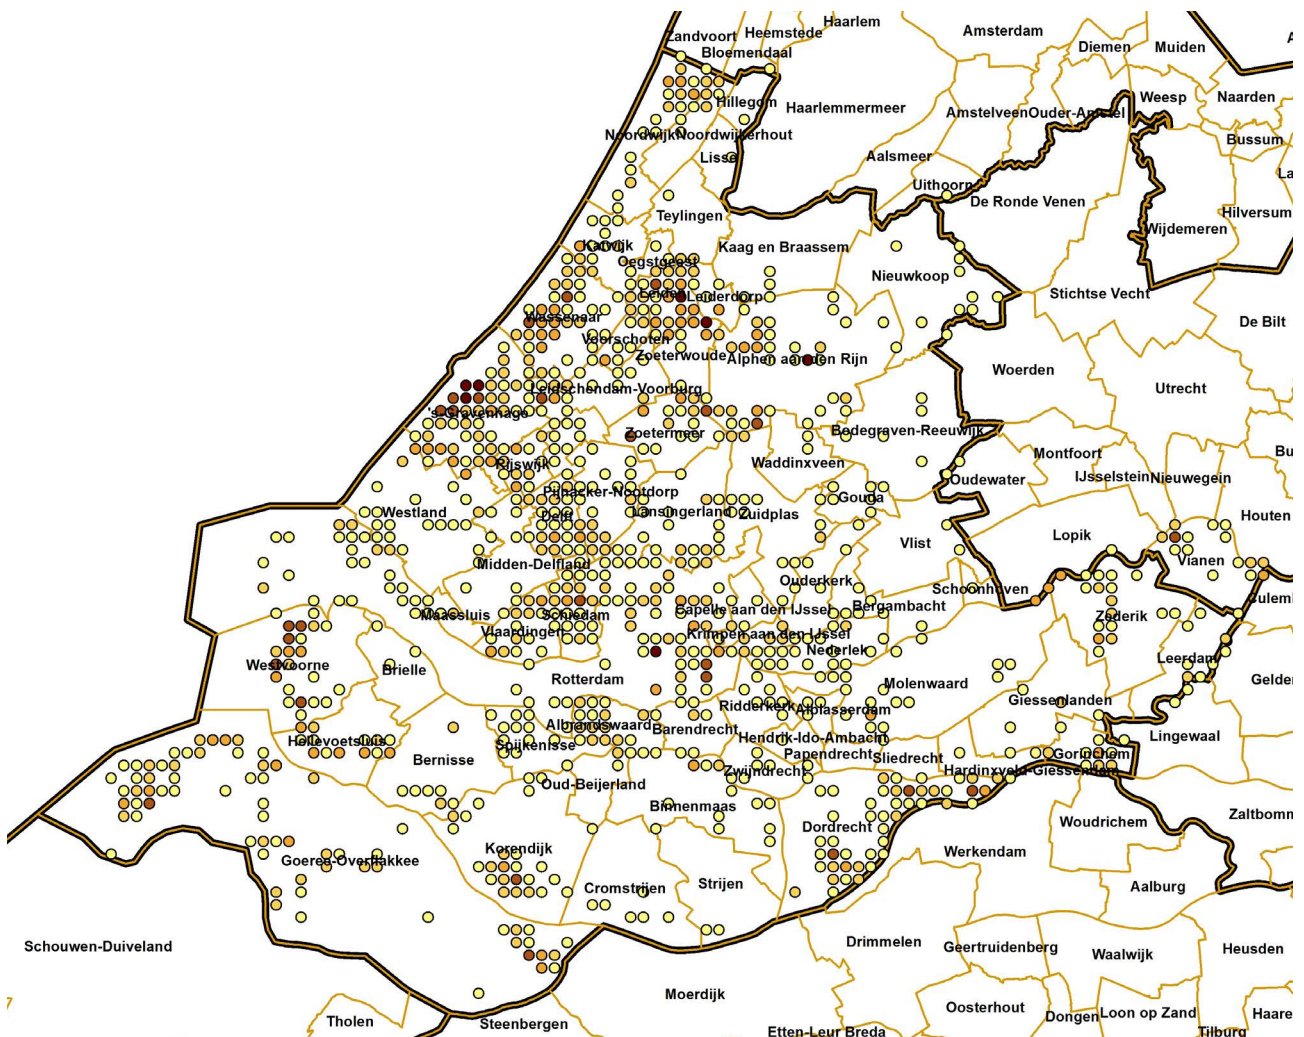 Haarlem
Zandvoort
Heemstede
Amsterdam
Bloemendaal
Diemen
Muiden
Hillegom
Haarlemmermeer
Weesp
Naarden
Amstelveen
Ouder-Amstel
Noordwijk
Noordwijkerhout
Bussum
Lisse
Aalsmeer
Uithoorn
De Ronde Venen
Teylingen
Hilversum
Wijdemeren
Katwijk
Kaag en Braassem
Oegstgeest
Nieuwkoop
Leiden
Leiderdorp
Stichtse Vecht
Wassenaar
De Bilt
Voorschoten
Zoeterwoude
Alphen aan den Rijn
Woerden
Leidschendam-Voorburg
Utrecht
's-Gravenhage
Zoetermeer
Bodegraven-Reeuwijk
Montfoort
Bu
Rijswijk
Waddinxveen
Oudewater
IJsselstein
Nieuwegein
Pijnacker-Nootdorp
Gouda
Westland
Lansingerland
Zuidplas
Delft
Houten
Lopik
Vlist
Vianen
Midden-Delfland
Ouderkerk
Schoonhoven
Culemb
Maassluis
Schiedam
Capelle aan den IJssel
Bergambacht
Zederik
Vlaardingen
Krimpen aan den IJssel
Nederlek
Leerdam
Westvoorne
Brielle
Rotterdam
Molenwaard
Gelder
Giessenlanden
Ridderkerk
Alblasserdam
Albrandswaard
Barendrecht
Hellevoetsluis
Spijkenisse
Hendrik-Ido-Ambacht
Lingewaal
Bernisse
Papendrecht
Sliedrecht
Gorinchem
Zwijndrecht
Hardinxveld-Giessendam
Oud-Beijerland
Binnenmaas
Zaltbomm
Woudrichem
Dordrecht
Korendijk
Werkendam
Goeree-Overflakkee
Strijen
Cromstrijen
Aalburg
Schouwen-Duiveland
Drimmelen
Geertruidenberg
Waalwijk
Heusden
Moerdijk
Oosterhout
Dongen
Loon op Zand
Haare
Tholen
Steenbergen
Etten-Leur
Breda
Tilburg